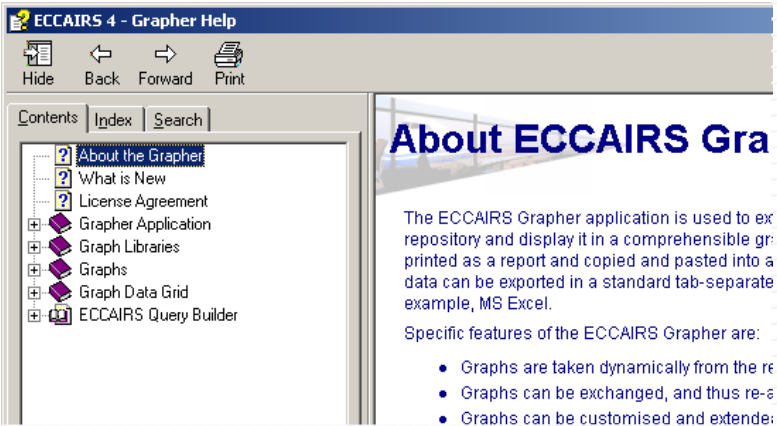 ECCAIRS 4 - Grapher Help
Hide Back Forward Print
Contents Index Search
About the Grapher
What is New
License Agreement
Grapher Application
Graph Libraries
Graphs
Graph Data Grid
ECCAIRS Query Builder
About ECCAIRS Gra
The ECCAIRS Grapher application is used to ex
repository and display it in a comprehensible gr
printed as a report and copied and pasted into a
data can be exported in a standard tab-separate
example, MS Excel.
Specific features of the ECCAIRS Grapher are:
• Graphs are taken dynamically from the re
• Graphs can be exchanged, and thus re-a
• Graphs can be customised and extende